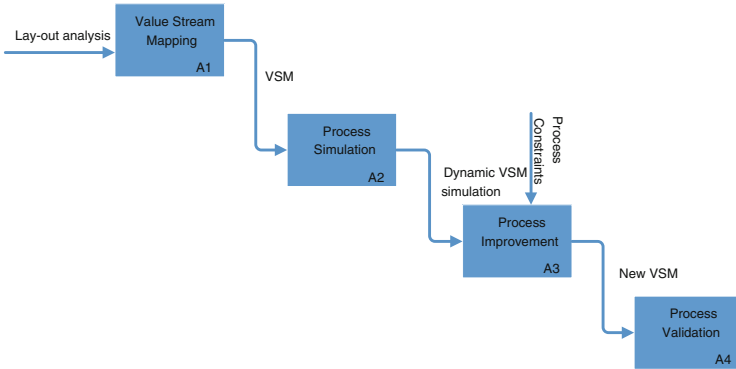 Lay-out analysis
Value Stream
Mapping
A1
VSM
Process
Simulation
A2
Dynamic VSM
simulation
Process
Constraints
Process
Improvement
A3
New VSM
Process
Validation
A4